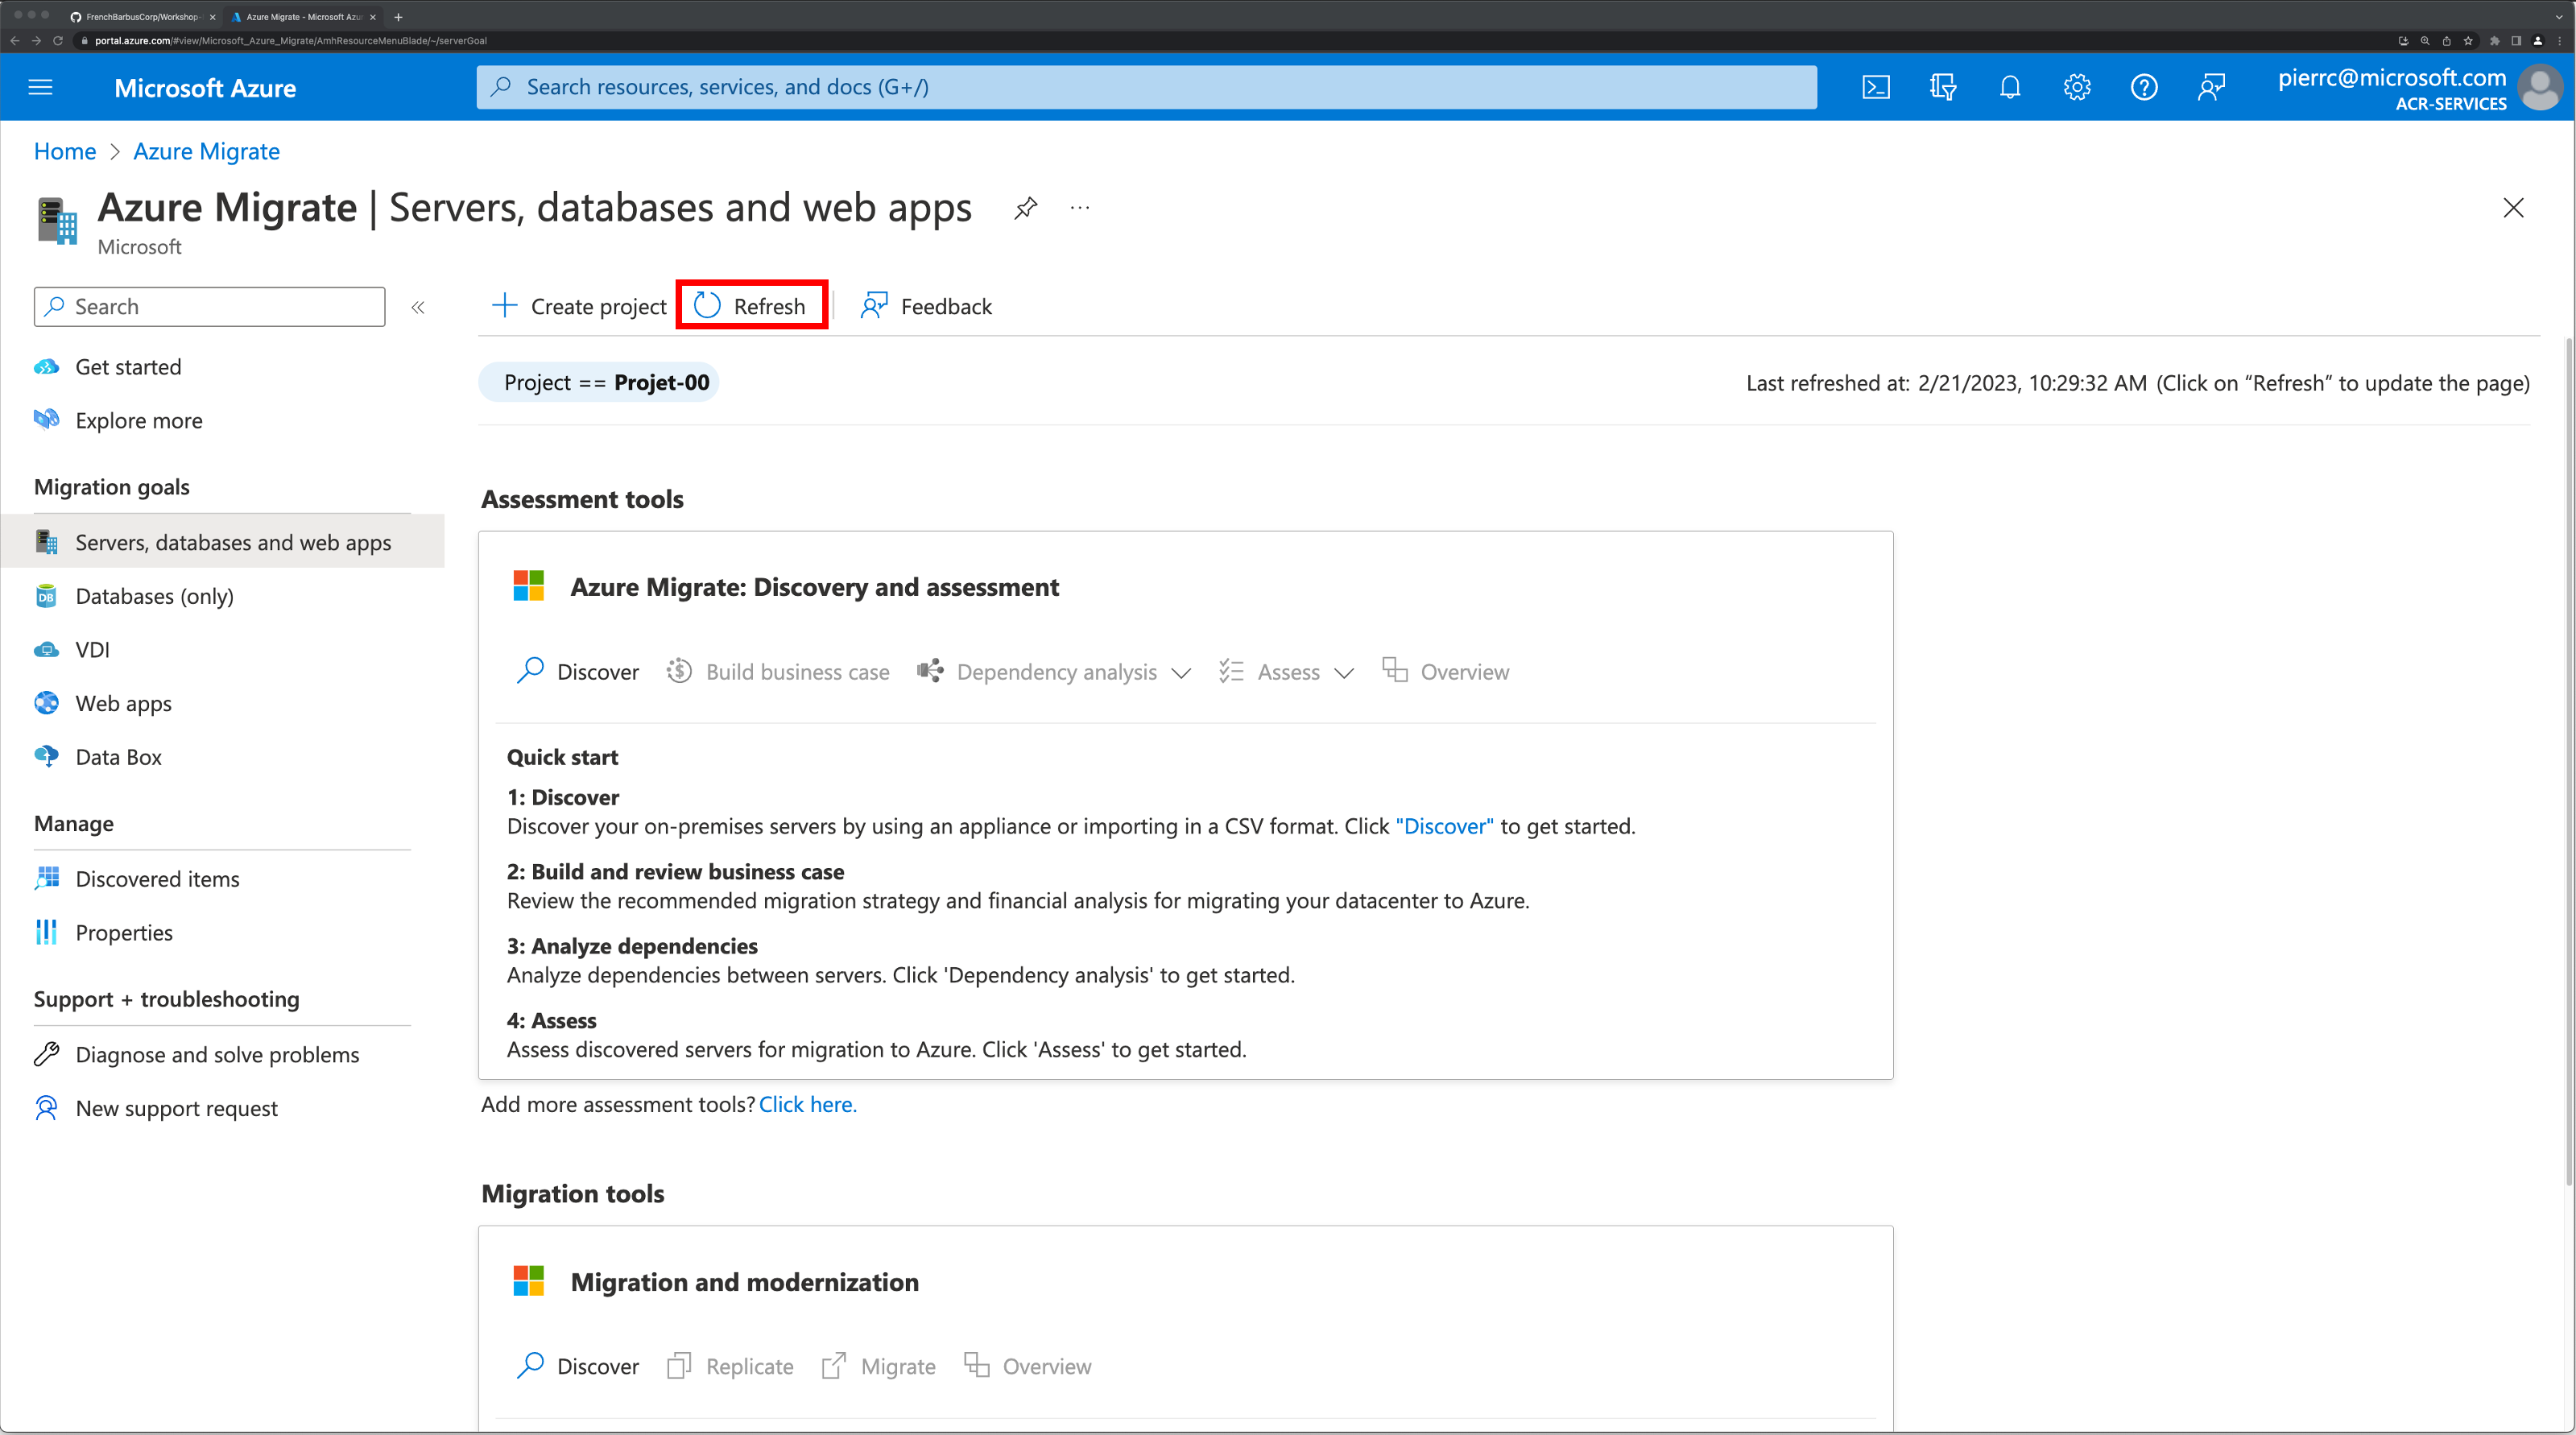 FrenchBarbusCorp/Workshop-
Azure Migrate - Microsoft Azu
portal.azure.com/#view/Microsoft_Azure_Migrate/AmhResourceMenuBlade/~/serverGoal
Microsoft Azure
Search resources, services, and docs (G+/)
pierrc@microsoft.com
ACR-SERVICES
Home > Azure Migrate
Azure Migrate | Servers, databases and web apps
Microsoft
Search
Create project
Refresh
Feedback
Get started
Explore more
Migration goals
Servers, databases and web apps
Databases (only)
VDI
Web apps
Data Box
Manage
Discovered items
Properties
Support + troubleshooting
Diagnose and solve problems
New support request
Project == Projet-00
Last refreshed at: 2/21/2023, 10:29:32 AM (Click on “Refresh” to update the page)
Assessment tools
Azure Migrate: Discovery and assessment
Discover
Build business case
Dependency analysis
Assess
Overview
Quick start
1: Discover
Discover your on-premises servers by using an appliance or importing in a CSV format. Click "Discover" to get started.
2: Build and review business case
Review the recommended migration strategy and financial analysis for migrating your datacenter to Azure.
3: Analyze dependencies
Analyze dependencies between servers. Click 'Dependency analysis' to get started.
4: Assess
Assess discovered servers for migration to Azure. Click 'Assess' to get started.
Add more assessment tools? Click here.
Migration tools
Migration and modernization
Discover
Replicate
Migrate
Overview